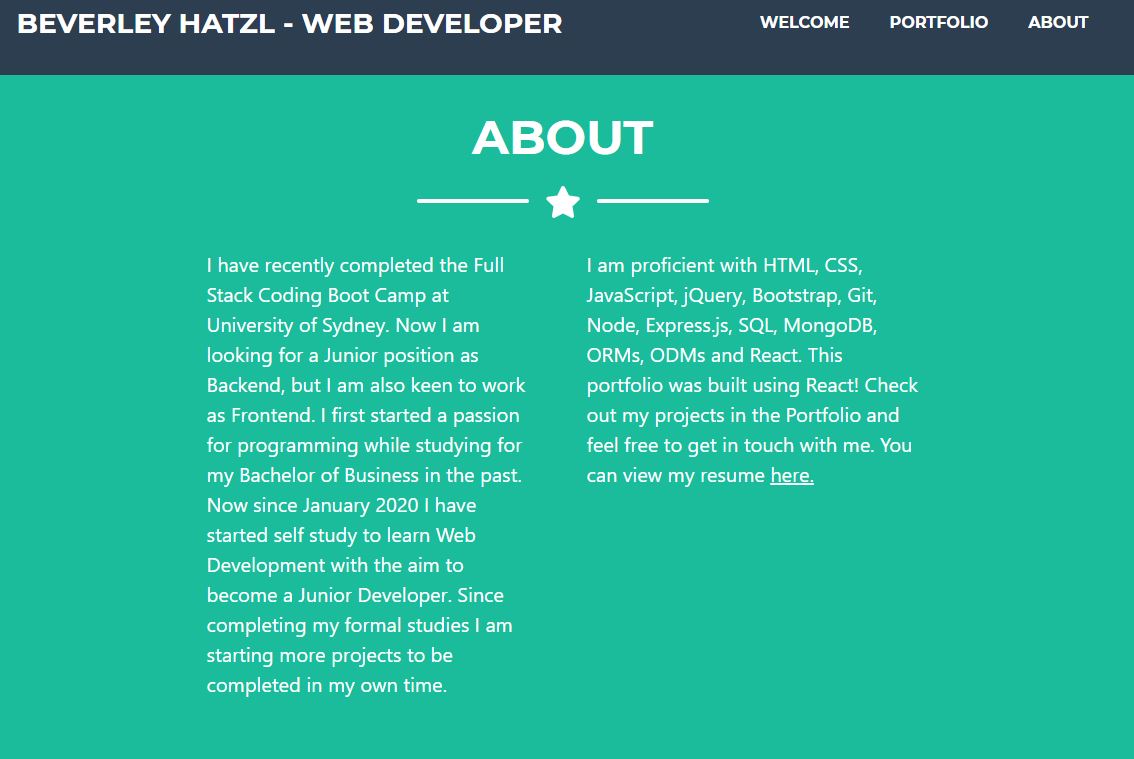 BEVERLEY HATZL - WEB DEVELOPER
WELCOME
PORTFOLIO
ABOUT
ABOUT
I have recently completed the Full
Stack Coding Boot Camp at
University of Sydney. Now I am
looking for a Junior position as
Backend, but I am also keen to work
as Frontend. I first started a passion
for programming while studying for
my Bachelor of Business in the past.
Now since January 2020 I have
started self study to learn Web
Development with the aim to
become a Junior Developer. Since
completing my formal studies I am
starting more projects to be
completed in my own time.
I am proficient with HTML, CSS,
JavaScript, jQuery, Bootstrap, Git,
Node, Express.js, SQL, MongoDB,
ORMs, ODMs and React. This
portfolio was built using React! Check
out my projects in the Portfolio and
feel free to get in touch with me. You
can view my resume here.